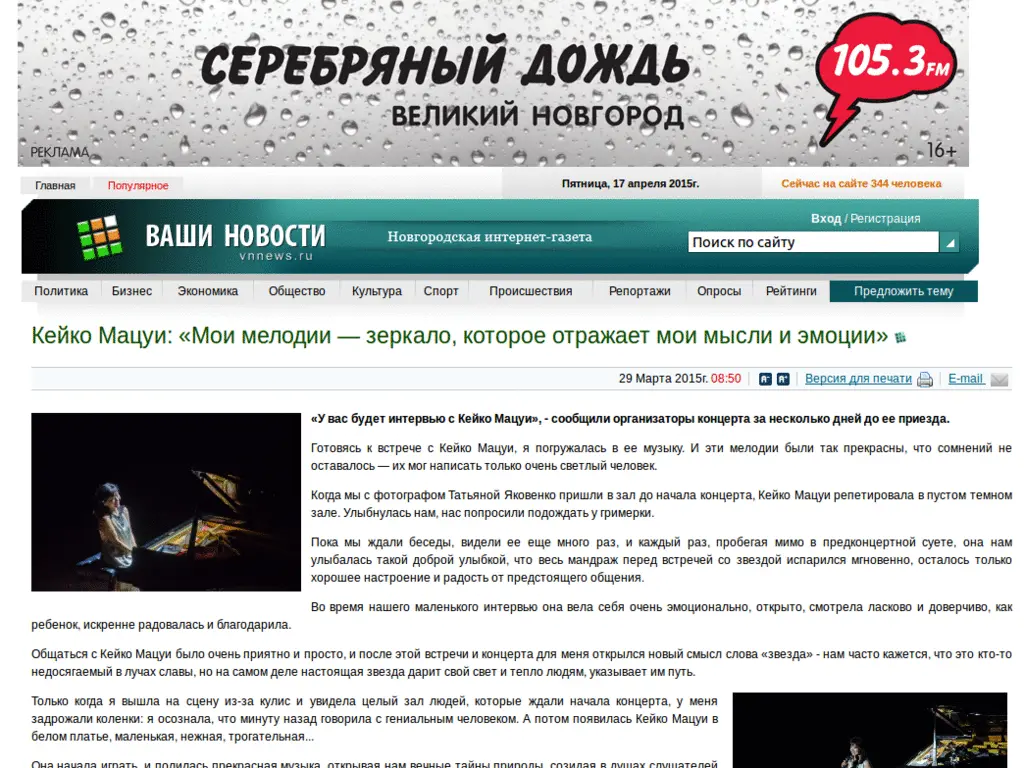 СЕРЕБРЯНЫЙ ДОЖДЬ
105.3 FM
ВЕЛИКИЙ НОВГОРОД
РЕКЛАМА
16+
Главная
Популярное
Пятница, 17 апреля 2015г.
Сейчас на сайте 344 человека
Вход / Регистрация
ВАШИ НОВОСТИ
vnnews.ru
Новгородская интернет-газета
Поиск по сайту
Политика
Бизнес
Экономика
Общество
Культура
Спорт
Происшествия
Репортажи
Опросы
Рейтинги
Предложить тему
Кейко Мацуи: «Мои мелодии — зеркало, которое отражает мои мысли и эмоции»
29 Марта 2015г. 08:50
Версия для печати
E-mail
«У вас будет интервью с Кейко Мацуи», - сообщили организаторы концерта за несколько дней до ее приезда.
Готовясь к встрече с Кейко Мацуи, я погружалась в ее музыку. И эти мелодии были так прекрасны, что сомнений не
оставалось — их мог написать только очень светлый человек.
Когда мы с фотографом Татьяной Яковенко пришли в зал до начала концерта, Кейко Мацуи репетировала в пустом темном
зале. Улыбнулась нам, нас попросили подождать у гримерки.
Пока мы ждали беседы, видели ее еще много раз, и каждый раз, пробегая мимо в предконцертной суете, она нам
улыбалась такой доброй улыбкой, что весь мандраж перед встречей со звездой испарился мгновенно, осталось только
хорошее настроение и радость от предстоящего общения.
Во время нашего маленького интервью она вела себя очень эмоционально, открыто, смотрела ласково и доверчиво, как
ребенок, искренне радовалась и благодарила.
Общаться с Кейко Мацуи было очень приятно и просто, и после этой встречи и концерта для меня открылся новый смысл слова «звезда» - нам часто кажется, что это кто-то
недосягаемый в лучах славы, но на самом деле настоящая звезда дарит свой свет и тепло людям, указывает им путь.
Только когда я вышла на сцену из-за кулис и увидела целый зал людей, которые ждали начала концерта, у меня
задрожали коленки: я осознала, что минуту назад говорила с гениальным человеком. А потом появилась Кейко Мацуи в
белом платье, маленькая, нежная, трогательная...
Она начала играть, и полилась прекрасная музыка, открывая нам вечные тайны природы, созидая в душах слушателей